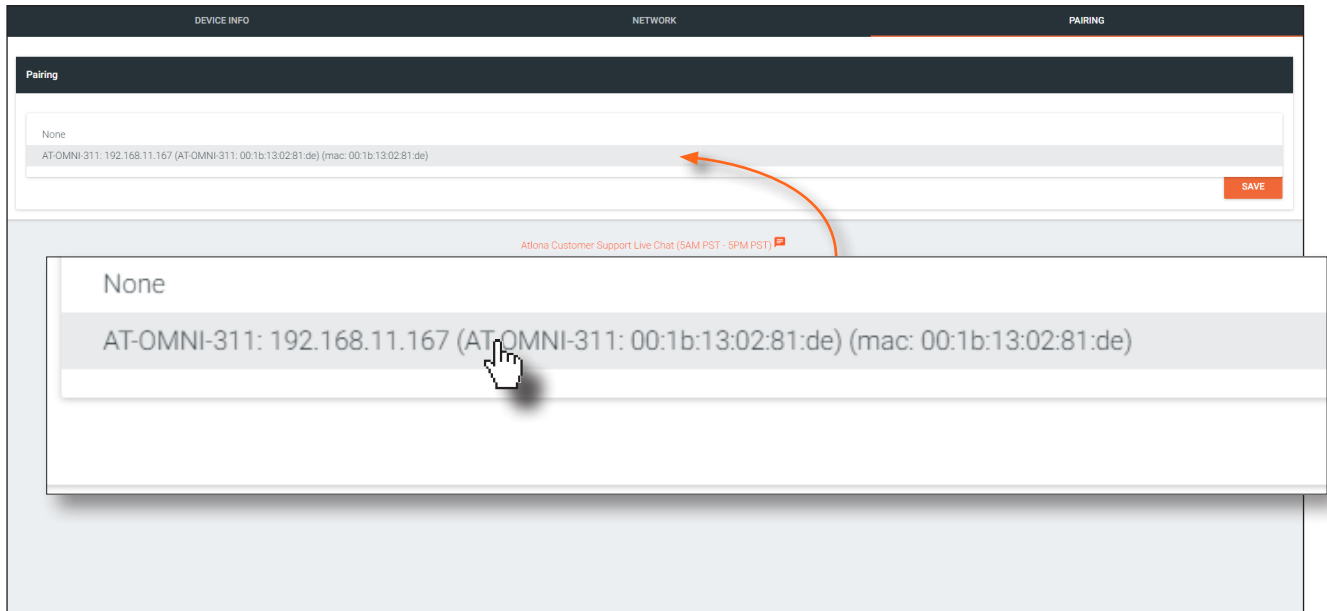 DEVICE INFO NETWORK PAIRING
Pairing
None
AT-OMNI-311: 192.168.11.167 (AT-OMNI-311: 00:1b:13:02:81:de) (mac: 00:1b:13:02:81:de)
SAVE
Atlona Customer Support Live Chat (5AM PST - 5PM PST)
None
AT-OMNI-311: 192.168.11.167 (AT-OMNI-311: 00:1b:13:02:81:de) (mac: 00:1b:13:02:81:de)